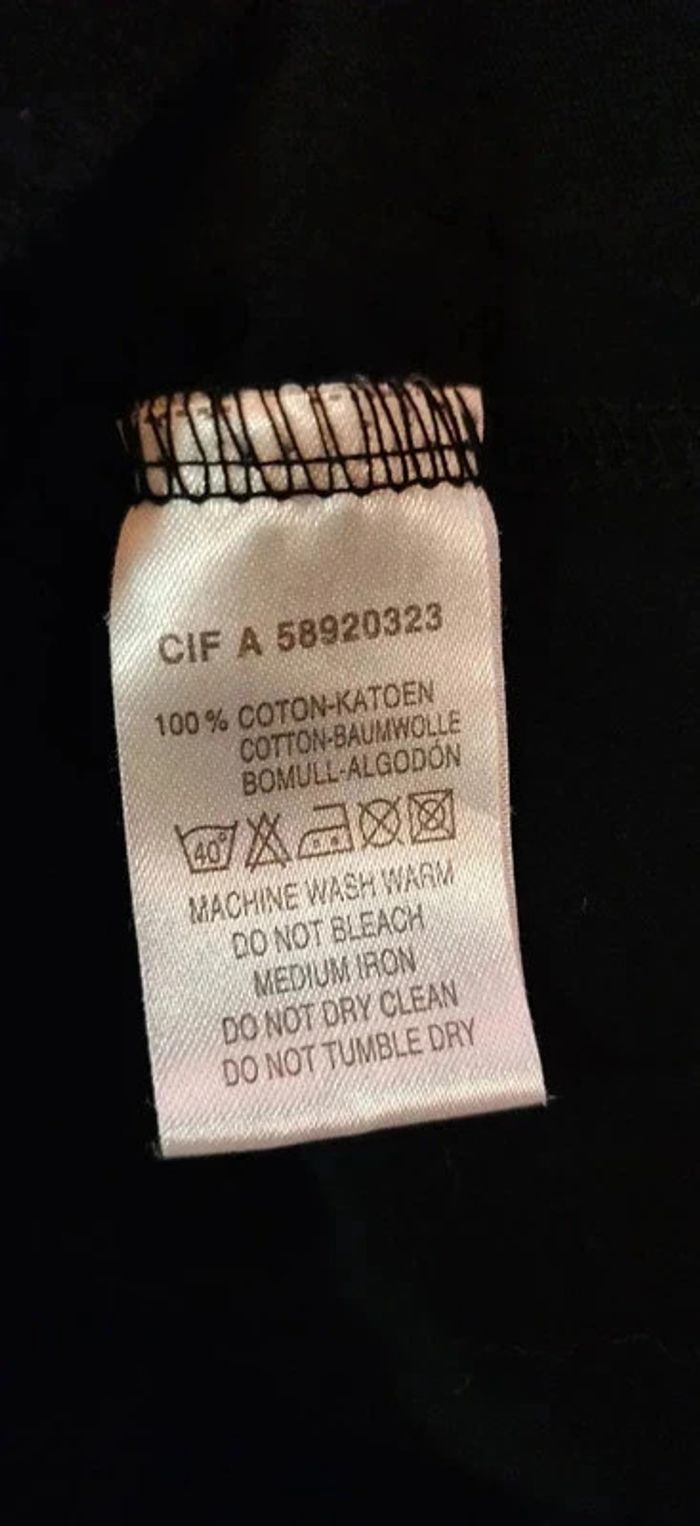 CIF A 58920323
100 % COTON-KATOEN
COTTON-BAUMWOLLE
BOMULL-ALGODÓN
40°
MACHINE WASH WARM
DO NOT BLEACH
MEDIUM IRON
DO NOT DRY CLEAN
DO NOT TUMBLE DRY